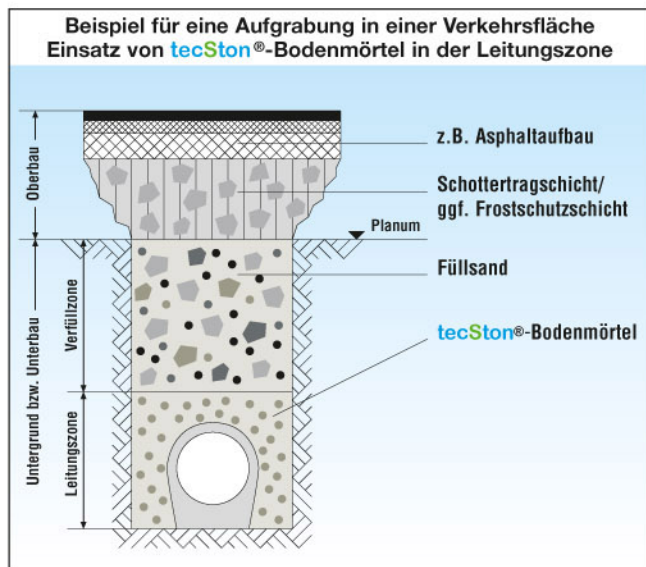 Beispiel für eine Aufgrabung in einer Verkehrsfläche
Einsatz von tecSton®-Bodenmörtel in der Leitungszone
z.B. Asphaltaufbau
Oberbau
Schottertragschicht/
ggf. Frostschutzschicht
Planum
Füllsand
Untergrund bzw. Unterbau
Verfüllzone
tecSton®-Bodenmörtel
Leitungszone